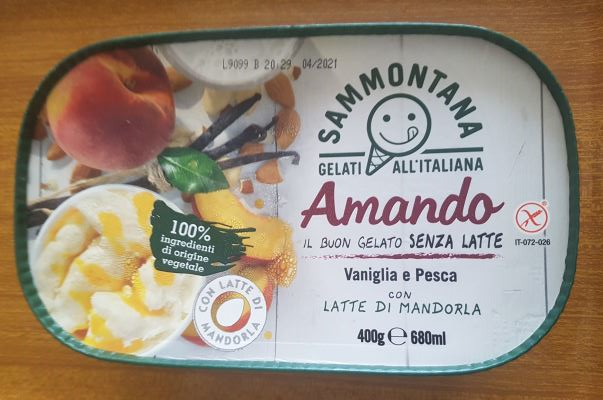 L9099 B 20:29 04/2021
SAMMONTANA
GELATI ALL'ITALIANA
Amando
IL BUON GELATO SENZA LATTE
Vaniglia e Pesca
CON
LATTE DI MANDORLA
400g e 680ml
IT-072-026
100%
ingredienti
di origine
vegetale
CON LATTE DI
MANDORLA